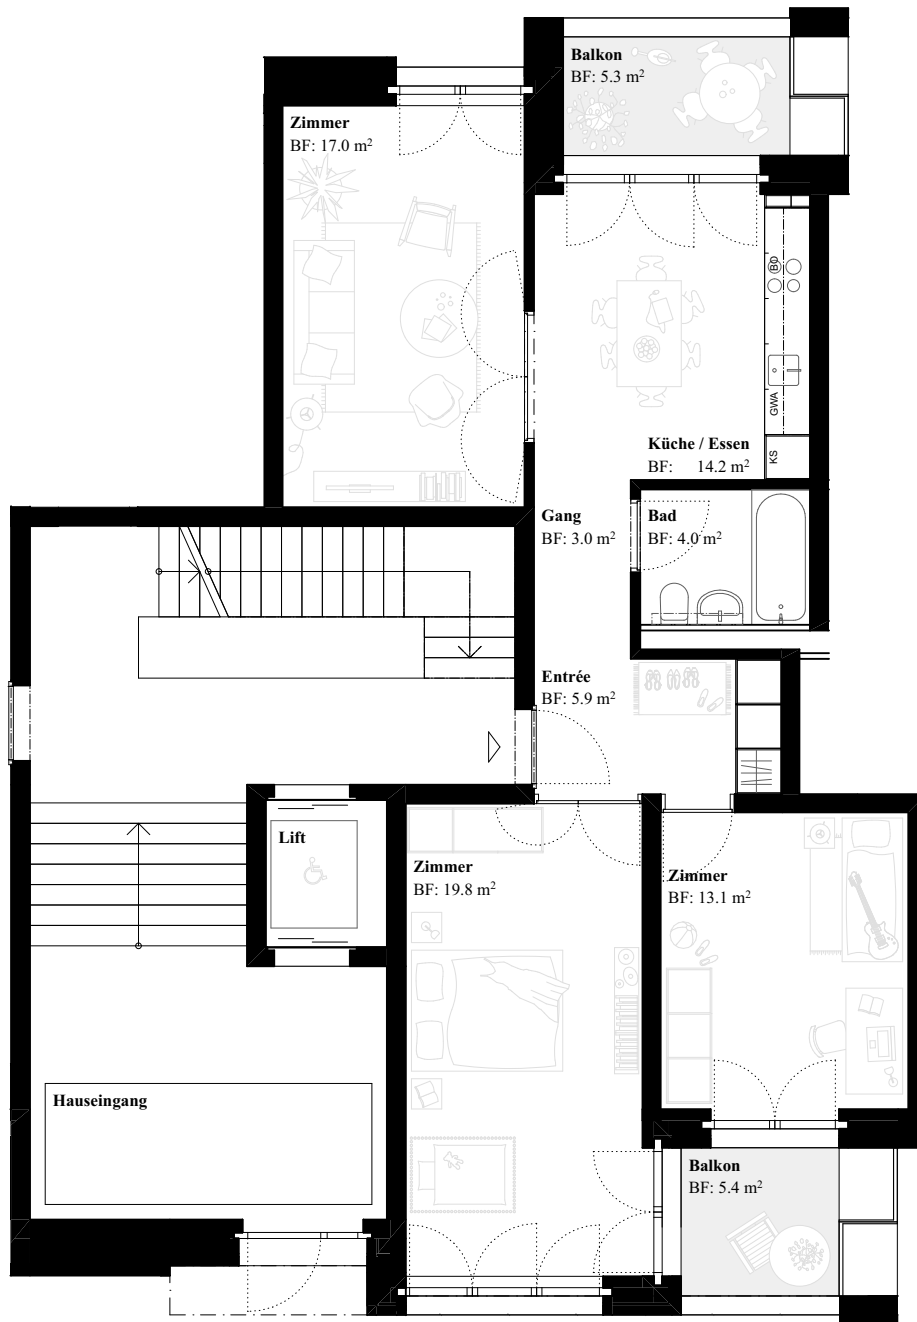 Balkon
BF: 5.3 m²
Zimmer
BF: 17.0 m²
BO
GWA
KS
Küche / Essen
BF: 14.2 m²
Gang
BF: 3.0 m²
Bad
BF: 4.0 m²
Entrée
BF: 5.9 m²
Lift
Zimmer
BF: 19.8 m²
Zimmer
BF: 13.1 m²
Hauseingang
Balkon
BF: 5.4 m²